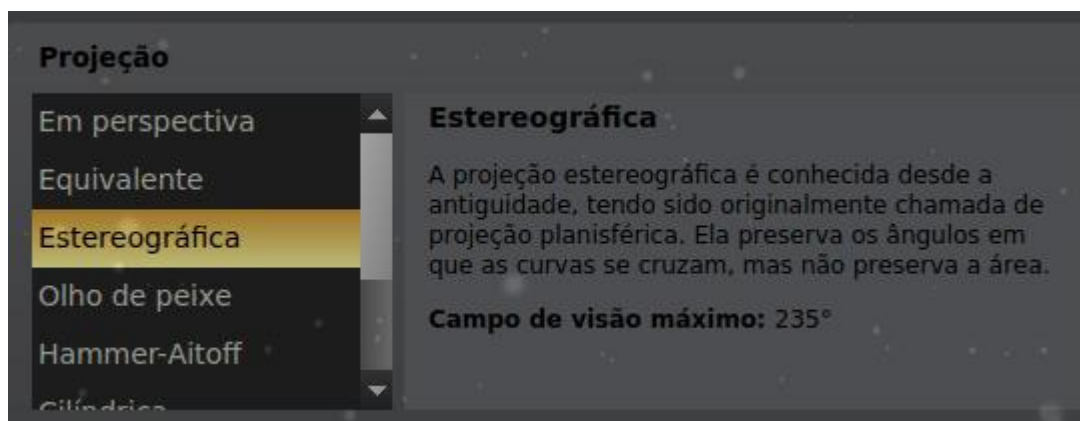 Projeção
Em perspectiva
Equivalente
Estereográfica
Olho de peixe
Hammer-Aitoff
Cilíndrica
Estereográfica
A projeção estereográfica é conhecida desde a
antiguidade, tendo sido originalmente chamada de
projeção planisférica. Ela preserva os ângulos em
que as curvas se cruzam, mas não preserva a área.
Campo de visão máximo: 235°